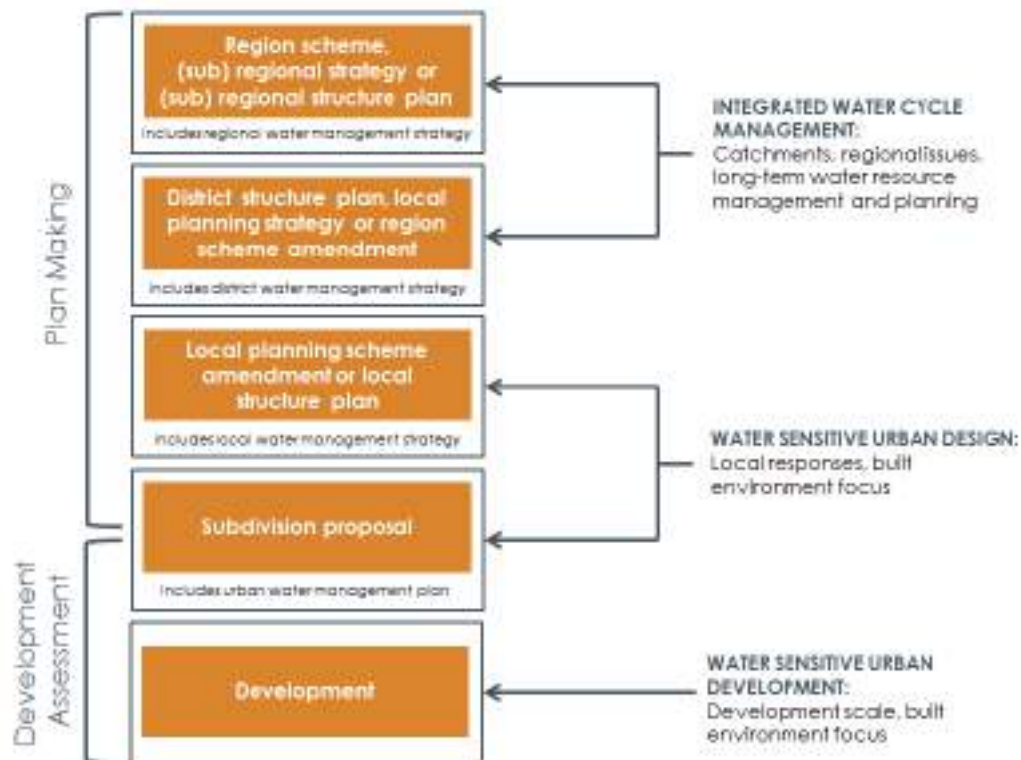 Plan Making
Development
Assessment
Region scheme,
(sub) regional strategy or
(sub) regional structure plan
Includes regional water management strategy
District structure plan, local
planning strategy or region
scheme amendment
Includes district water management strategy
Local planning scheme
amendment or local
structure plan
Includes local water management strategy
Subdivision proposal
Includes urban water management plan
Development
INTEGRATED WATER CYCLE
MANAGEMENT:
Catchments, regional issues,
long-term water resource
management and planning
WATER SENSITIVE URBAN DESIGN:
Local responses, built
environment focus
WATER SENSITIVE URBAN
DEVELOPMENT:
Development scale, built
environment focus